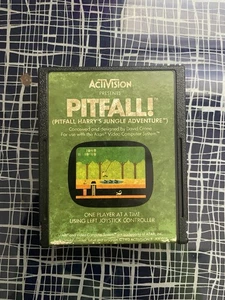 ACTIVISION
PRESENTS
PITFALL!™
(PITFALL HARRY'S JUNGLE ADVENTURE™)
Conceived and designed by David Crane.
For use with the Atari® Video Computer System™
ONE PLAYER AT A TIME
USING LEFT JOYSTICK CONTROLLER